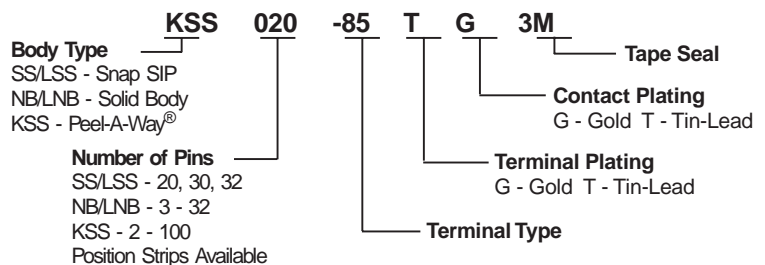 KSS 020 -85 T G 3M
Body Type
SS/LSS - Snap SIP
NB/LNB - Solid Body
KSS - Peel-A-Way®
Number of Pins
SS/LSS - 20, 30, 32
NB/LNB - 3 - 32
KSS - 2 - 100
Position Strips Available
Tape Seal
Contact Plating
G - Gold T - Tin-Lead
Terminal Plating
G - Gold T - Tin-Lead
Terminal Type